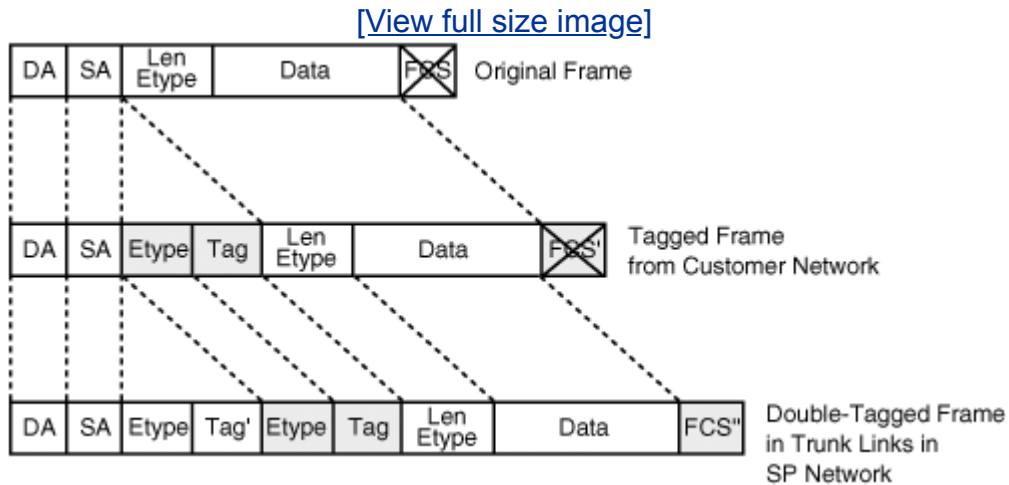 [View full size image]
DA SA Len Etype Data FCS Original Frame
DA SA Etype Tag Len Etype Data FCS' Tagged Frame
from Customer Network
DA SA Etype Tag' Etype Tag Len Etype Data FCS" Double-Tagged Frame
in Trunk Links in
SP Network